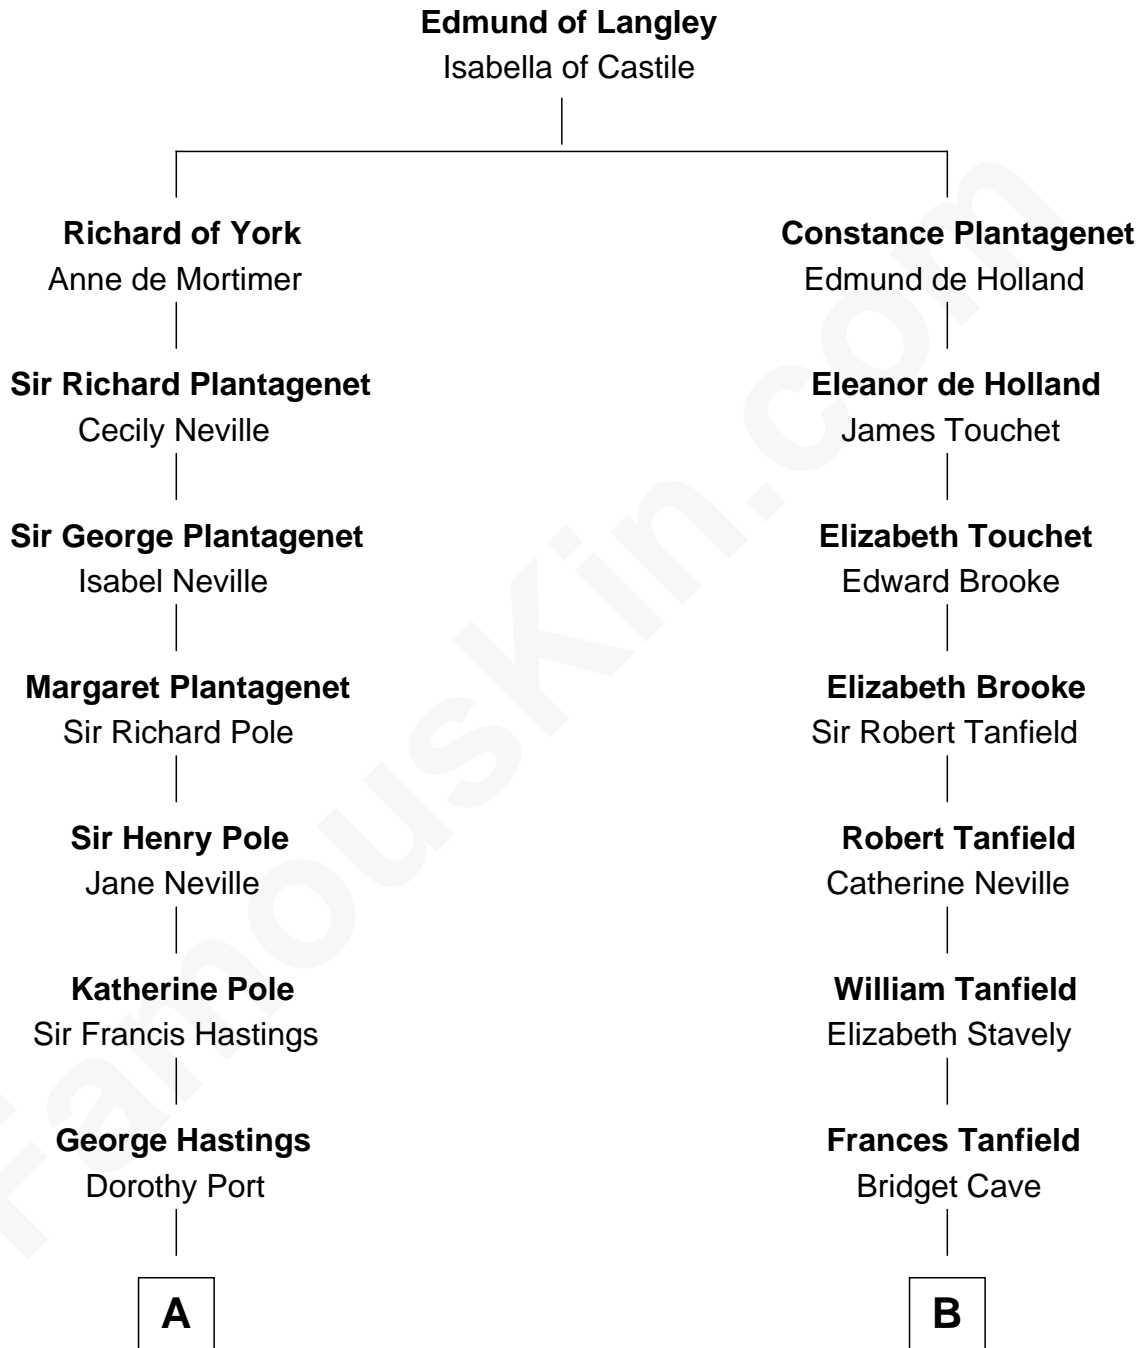 Edmund of Langley
Isabella of Castile
Richard of York
Anne de Mortimer
Constance Plantagenet
Edmund de Holland
Sir Richard Plantagenet
Cecily Neville
Eleanor de Holland
James Touchet
Sir George Plantagenet
Isabel Neville
Elizabeth Touchet
Edward Brooke
Margaret Plantagenet
Sir Richard Pole
Elizabeth Brooke
Sir Robert Tanfield
Sir Henry Pole
Jane Neville
Robert Tanfield
Catherine Neville
Katherine Pole
Sir Francis Hastings
William Tanfield
Elizabeth Stavely
George Hastings
Dorothy Port
Frances Tanfield
Bridget Cave
A
B
FamousKin.com